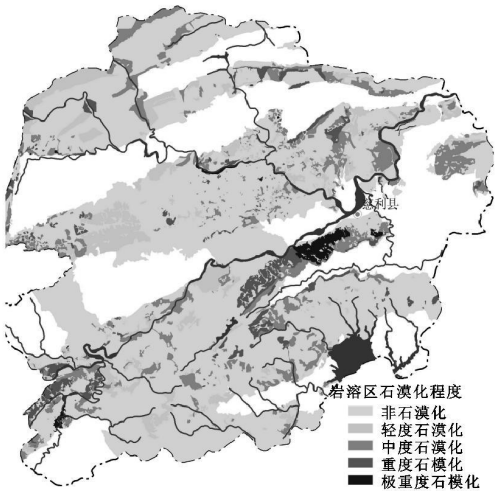 慈利县
岩溶区石漠化程度
非石漠化
轻度石漠化
中度石漠化
重度石模化
极重度石模化